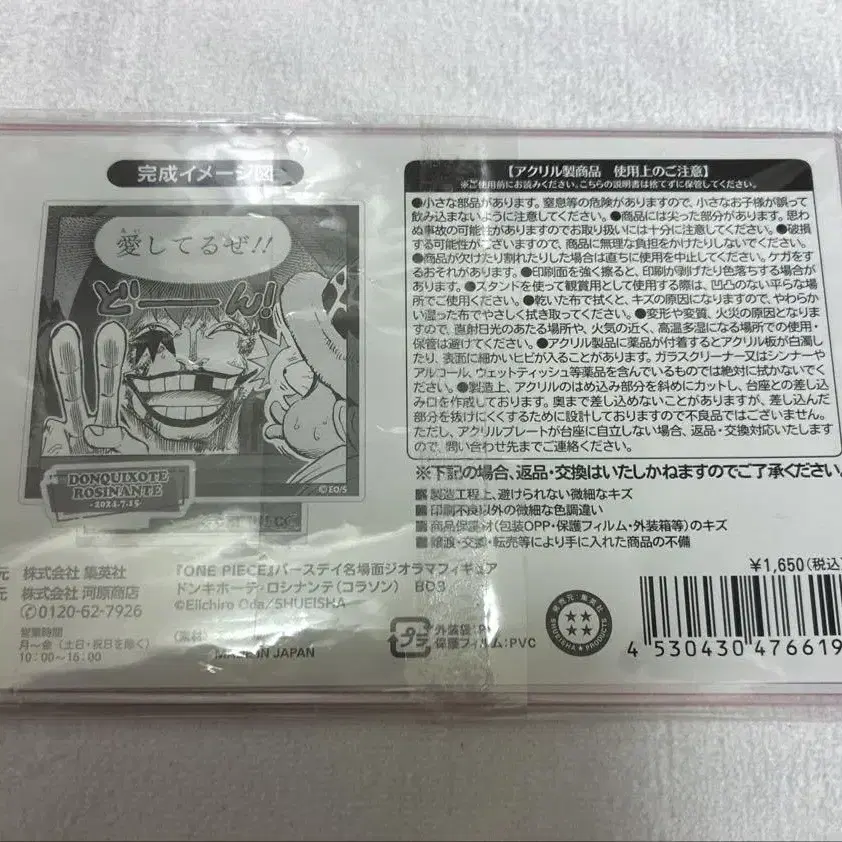 完成イメージ図
愛してるぜ!!
あい
どーーん!
©EO/S
DONQUIXOTE
ROSINANTE
-2024.7.15-
【アクリル製商品 使用上のご注意】
※ご使用前にお読みください。こちらの説明書は捨てずに保管してください。
●小さな部品があります。窒息等の危険がありますので、小さなお子様が誤って
飲み込まないように注意してください。●商品には尖った部分があります。思わ
ぬ事故の可能性がありますのでお取り扱いには十分に注意してください。●破損
する可能性がございますので、商品に無理な負担をかけたりしないでください。
●商品が欠けたり割れたりした場合は直ちに使用を中止してください。ケガをす
るおそれがあります。●印刷面を強く擦ると、印刷が剥げたり色落ちする場合が
あります。●スタンドを使って観賞用として使用する際は、凹凸のない平らな場
所でご使用ください。●乾いた布で拭くと、キズの原因になりますので、やわらか
い湿った布でやさしく拭き取ってください。●変形や変質、火災の原因となりま
すので、直射日光のあたる場所や、火気の近く、高温多湿になる場所での使用・
保管は避けてください。●アクリル製品に薬品が付着するとアクリル板が白濁し
たり、表面に細かいヒビが入ることがあります。ガラスクリーナー又はシンナーや
アルコール、ウェットティッシュ等薬品を含んでいるものでは絶対に拭かないでく
ださい。●製造上、アクリルのはめ込み部分を斜めにカットし、台座との差し込
み口を作成しております。奥まで差し込めないことがありますが、差し込んだ
部分を抜けにくくするために設計しておりますので不良品ではございません。
ただし、アクリルプレートが台座に自立しない場合、返品・交換対応いたします
ので、問い合わせ先までご連絡ください。
※下記の場合、返品・交換はいたしかねますのでご了承ください。
■製造工程上、避けられない微細なキズ
■印刷不良以外の微細な色調違い
■商品保護材(包装OPP・保護フィルム・外装箱等)のキズ
■譲渡・交換・転売等により手に入れた商品の不備
元 株式会社 集英社
元 株式会社 河原商店
0120-62-7926
営業時間
月~金 (土日・祝日を除く)
10:00~16:00
『ONE PIECE』バースデイ名場面ジオラマフィギュア
ドンキホーテ・ロシナンテ(コラソン) B03
©Eiichiro Oda/SHUEISHA
(素材)
MADE IN JAPAN
プラ
外装袋:P
保護フィルム:PVC
発売元:集英社
SHUEISHA ★ PRODUCTS
¥1,650(税込)
4 530430 476619